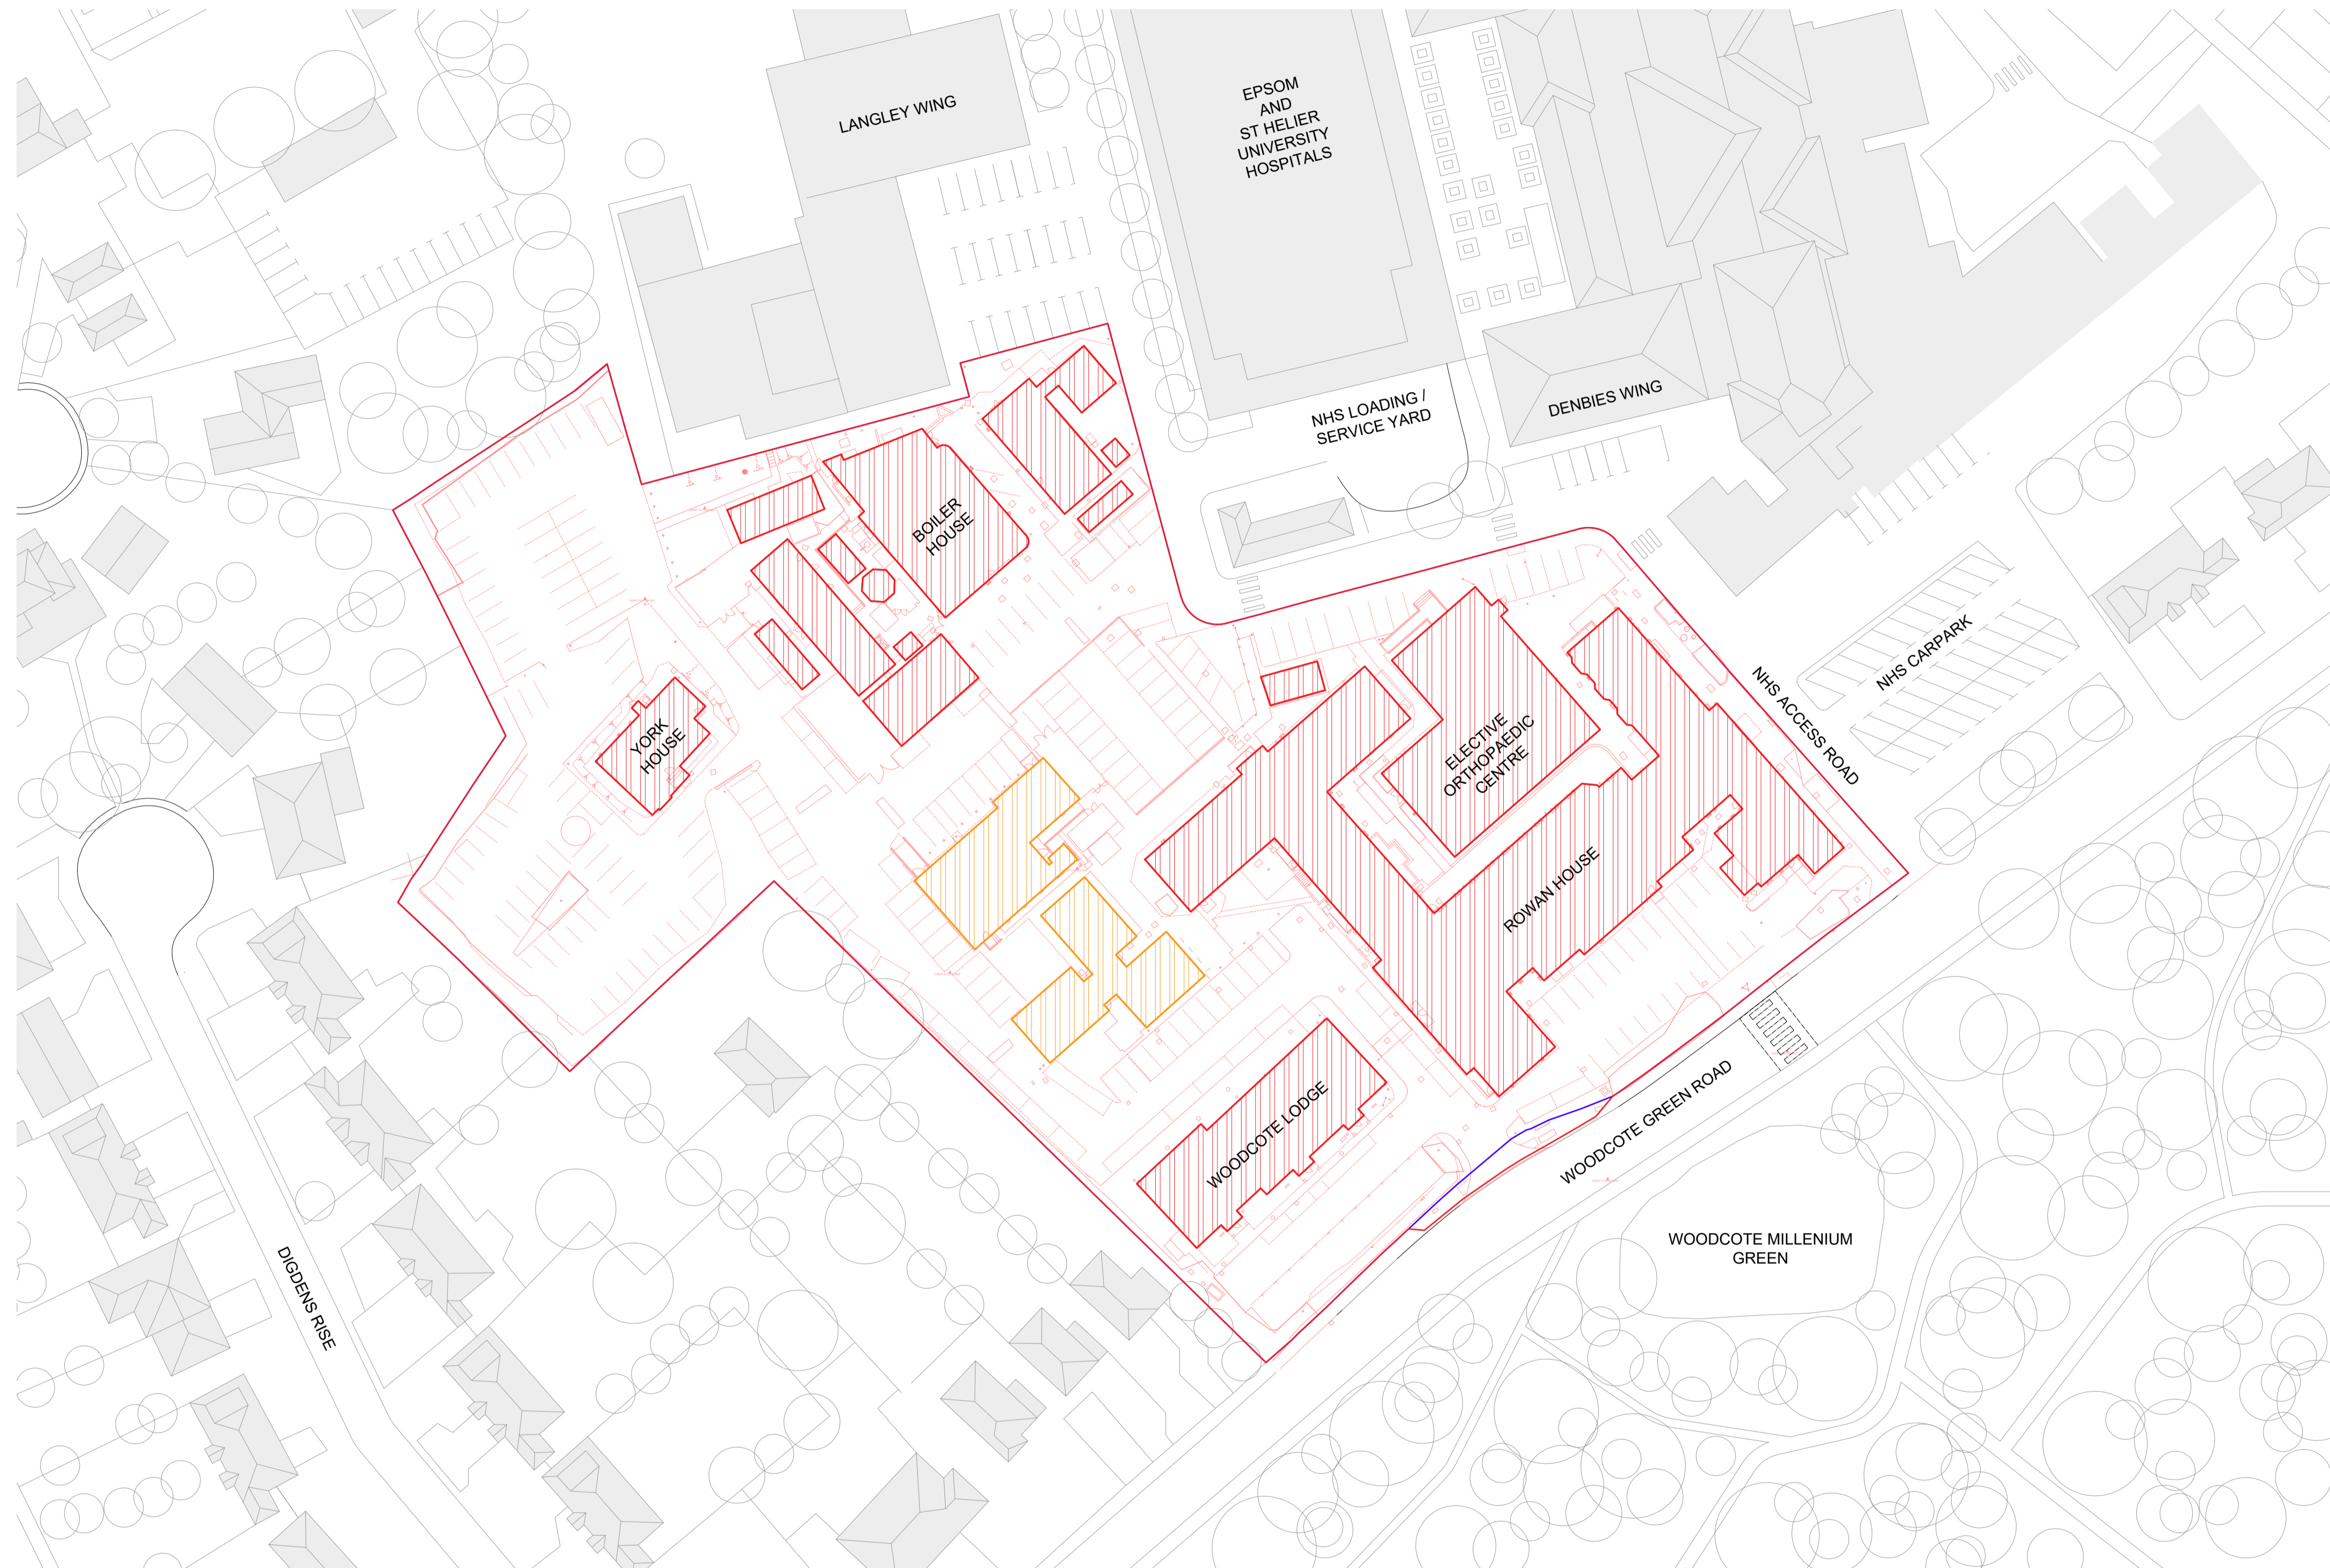 LANGLEY WING
EPSOM
AND
ST HELIER
UNIVERSITY
HOSPITALS
NHS LOADING /
SERVICE YARD
DENBIES WING
BOILER
HOUSE
NHS CARPARK
NHS ACCESS ROAD
YORK
HOUSE
ELECTIVE
ORTHOPAEDIC
CENTRE
ROWAN HOUSE
WOODCOTE LODGE
WOODCOTE GREEN ROAD
WOODCOTE MILLENIUM
GREEN
DIGDENS RISE